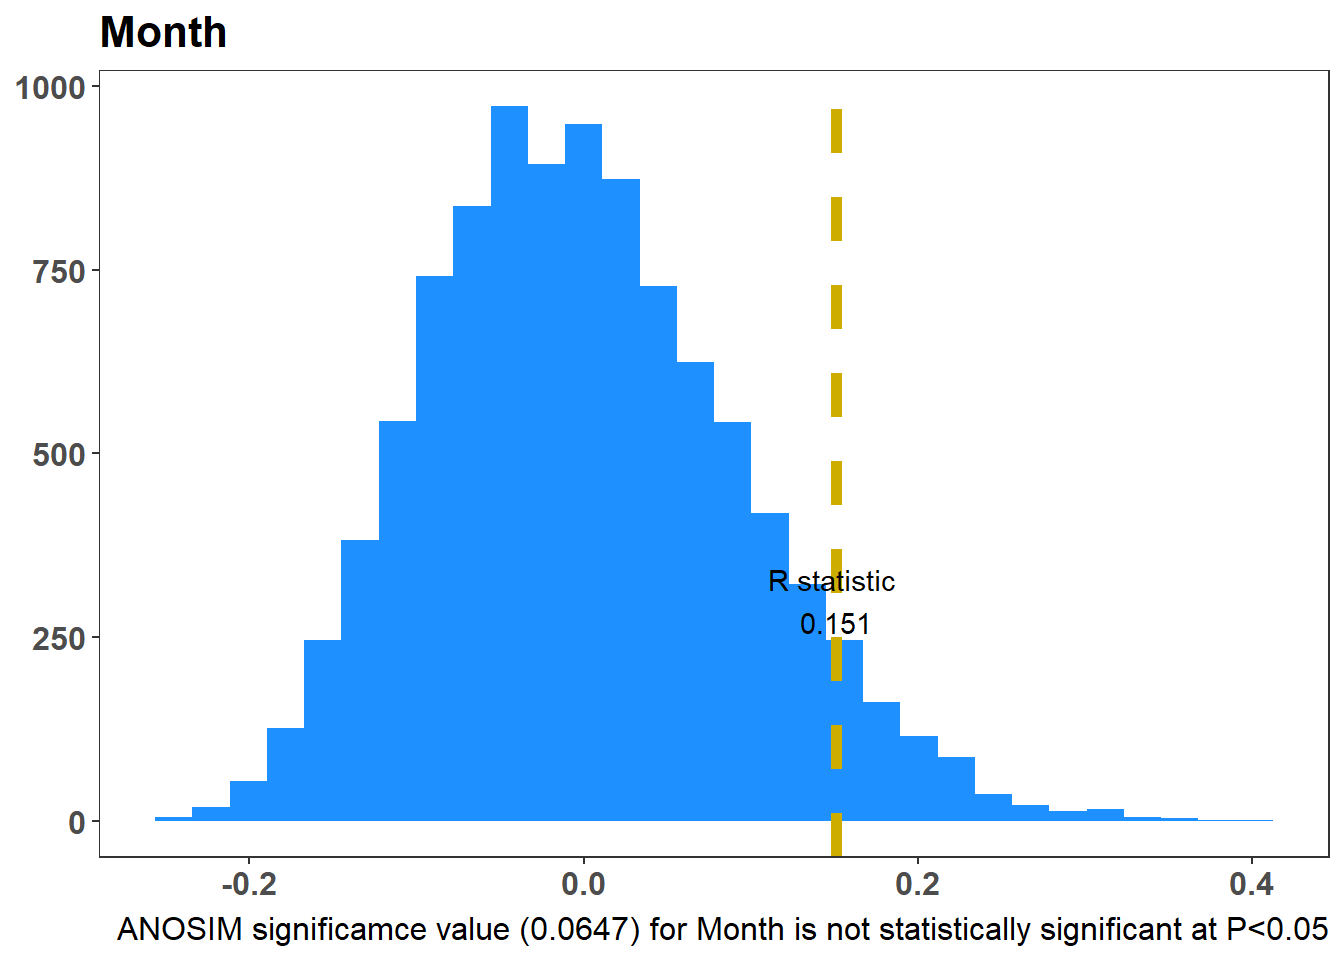 Month
1000
750
500
250
0
R statistic
0.151
-0.2 0.0 0.2 0.4
ANOSIM significamce value (0.0647) for Month is not statistically significant at P<0.05